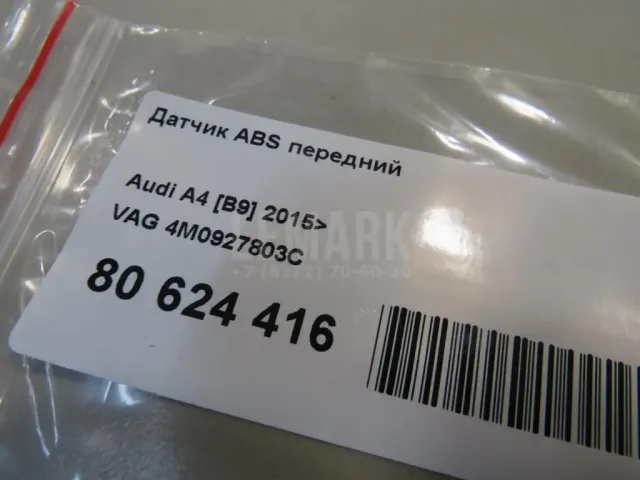 Датчик ABS передний
Audi A4 [B9] 2015>
VAG 4M0927803C
80 624 416